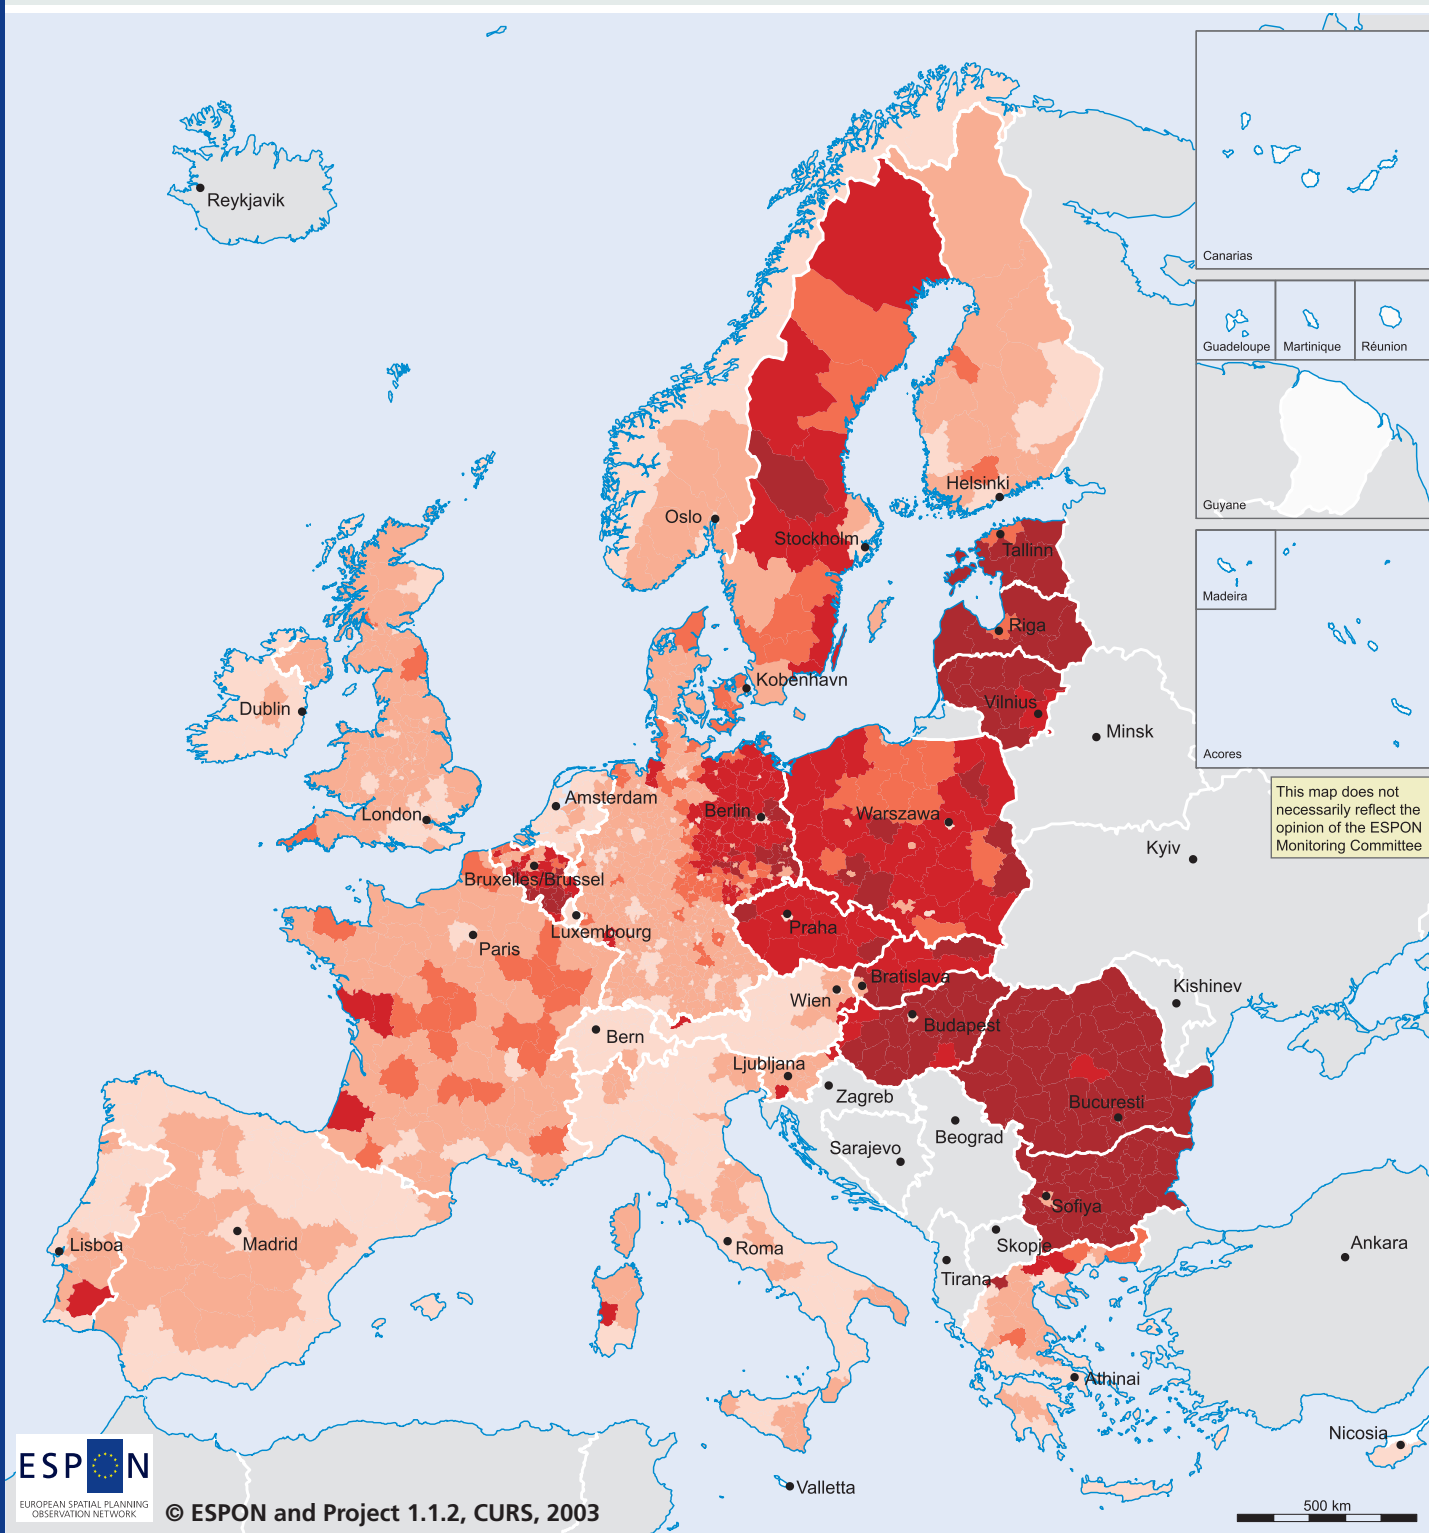 Reykjavik
Canarias
Guadeloupe
Martinique
Réunion
Guyane
Helsinki
Oslo
Stockholm
Tallinn
Madeira
Riga
Kobenhavn
Dublin
Vilnius
Minsk
Acores
This map does not
necessarily reflect the
opinion of the ESPON
Monitoring Committee
Amsterdam
London
Berlin
Warszawa
Kyiv
Bruxelles/Brussel
Praha
Luxembourg
Paris
Bratislava
Kishinev
Wien
Budapest
Bern
Ljubljana
Zagreb
Bucuresti
Beograd
Sarajevo
Sofiya
Lisboa
Madrid
Roma
Skopje
Ankara
Tirana
Athinai
Nicosia
Valletta
ESPON
EUROPEAN SPATIAL PLANNING
OBSERVATION NETWORK
© ESPON and Project 1.1.2, CURS, 2003
500 km